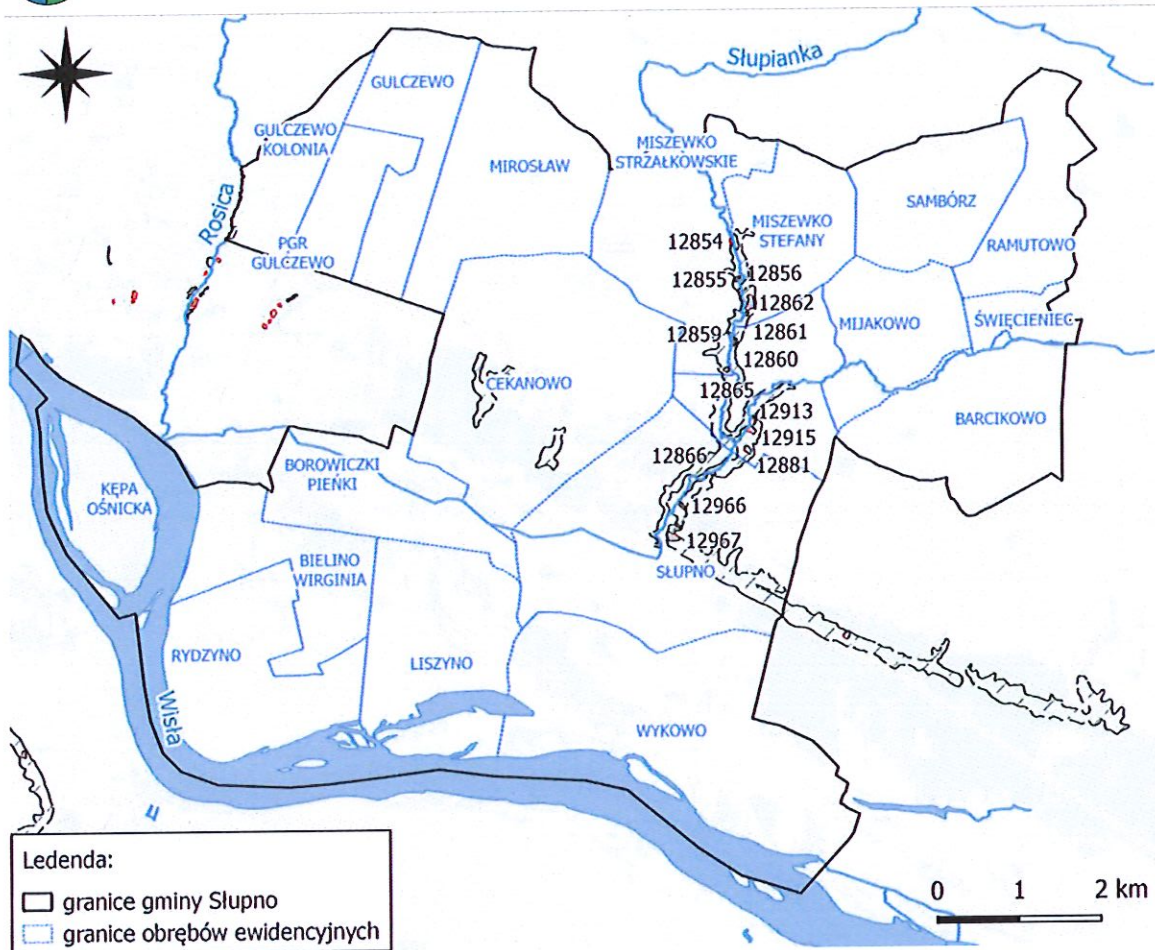 Słupianka
GULCZEWO
GULCZEWO
KOLONIA
MISZEWKO
STRZAŁKOWSKIE
MIROSŁAW
SAMBÓRZ
Rosica
MISZEWKO
STEFANY
12854
RAMUTOWO
PGR
GULCZEWO
12855
12856
12862
MIJAKOWO
ŚWIĘCIENIEC
12859
12861
12860
CEKANOWO
12865
12913
BARCIKOWO
12915
12866
12881
BOROWICZKI
PIEŃKI
KĘPA
OŚNICKA
12966
12967
BIELINO
WIRGINIA
SŁUPNO
RYDZYNO
LISZYNO
Wisła
WYKOWO
Ledenda:
granice gminy Słupno
granice obrębów ewidencyjnych
0 1 2 km